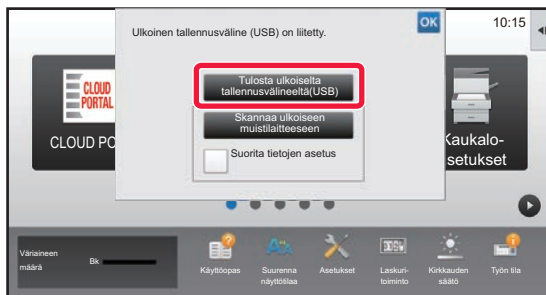 Ulkoinen tallennusväline (USB) on liitetty.
OK
10:15
Tulosta ulkoiselta
tallennusvälineeltä(USB)
Skannaa ulkoiseen
muistilaitteeseen
Suorita tietojen asetus
CLOUD
PORTAL
CLOUD PO
Kaukalo-
setukset
Väriaineen
määrä
Bk
Käyttöopas
Suurenna
näyttötilaa
Asetukset
Laskuri-
toiminto
Kirkkauden
säätö
Työn tila